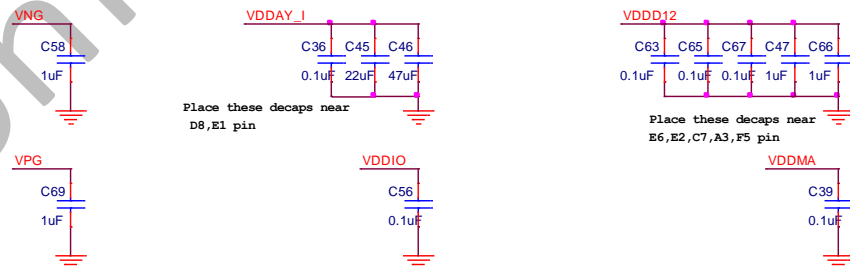 VNG
VDDAY_I
VDDD12
C58
C36
C45
C46
C63
C65
C67
C47
C66
1uF
0.1uF
22uF
47uF
0.1uF
0.1uF
0.1uF
1uF
1uF
Place these decaps near
D8,E1 pin
Place these decaps near
E6,E2,C7,A3,F5 pin
VPG
VDDIO
VDDMA
C69
C56
C39
1uF
0.1uF
0.1uF